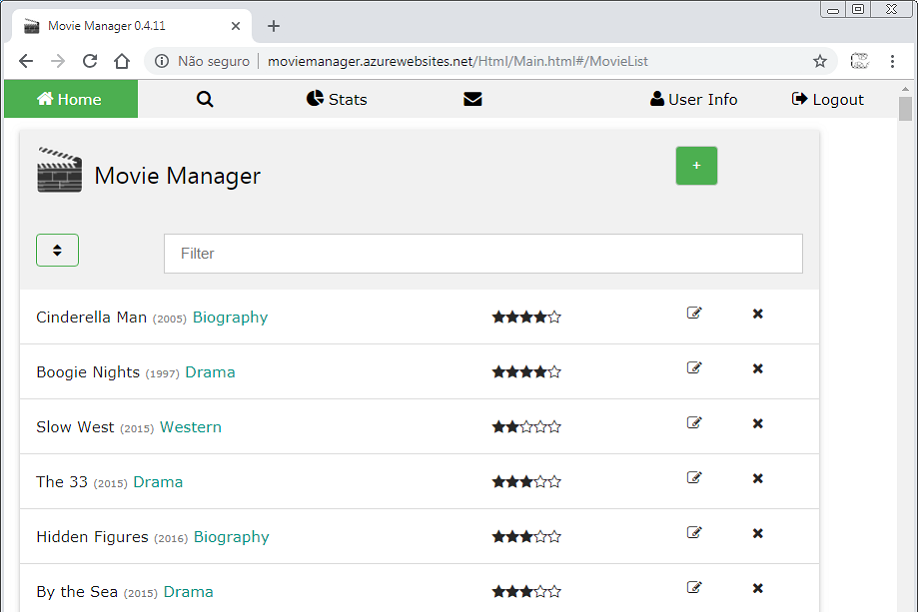 Movie Manager 0.4.11
Não seguro moviemanager.azurewebsites.net/Html/Main.html#/MovieList
Home Stats User Info Logout
Movie Manager +
Filter
Cinderella Man (2005) Biography
Boogie Nights (1997) Drama
Slow West (2015) Western
The 33 (2015) Drama
Hidden Figures (2016) Biography
By the Sea (2015) Drama